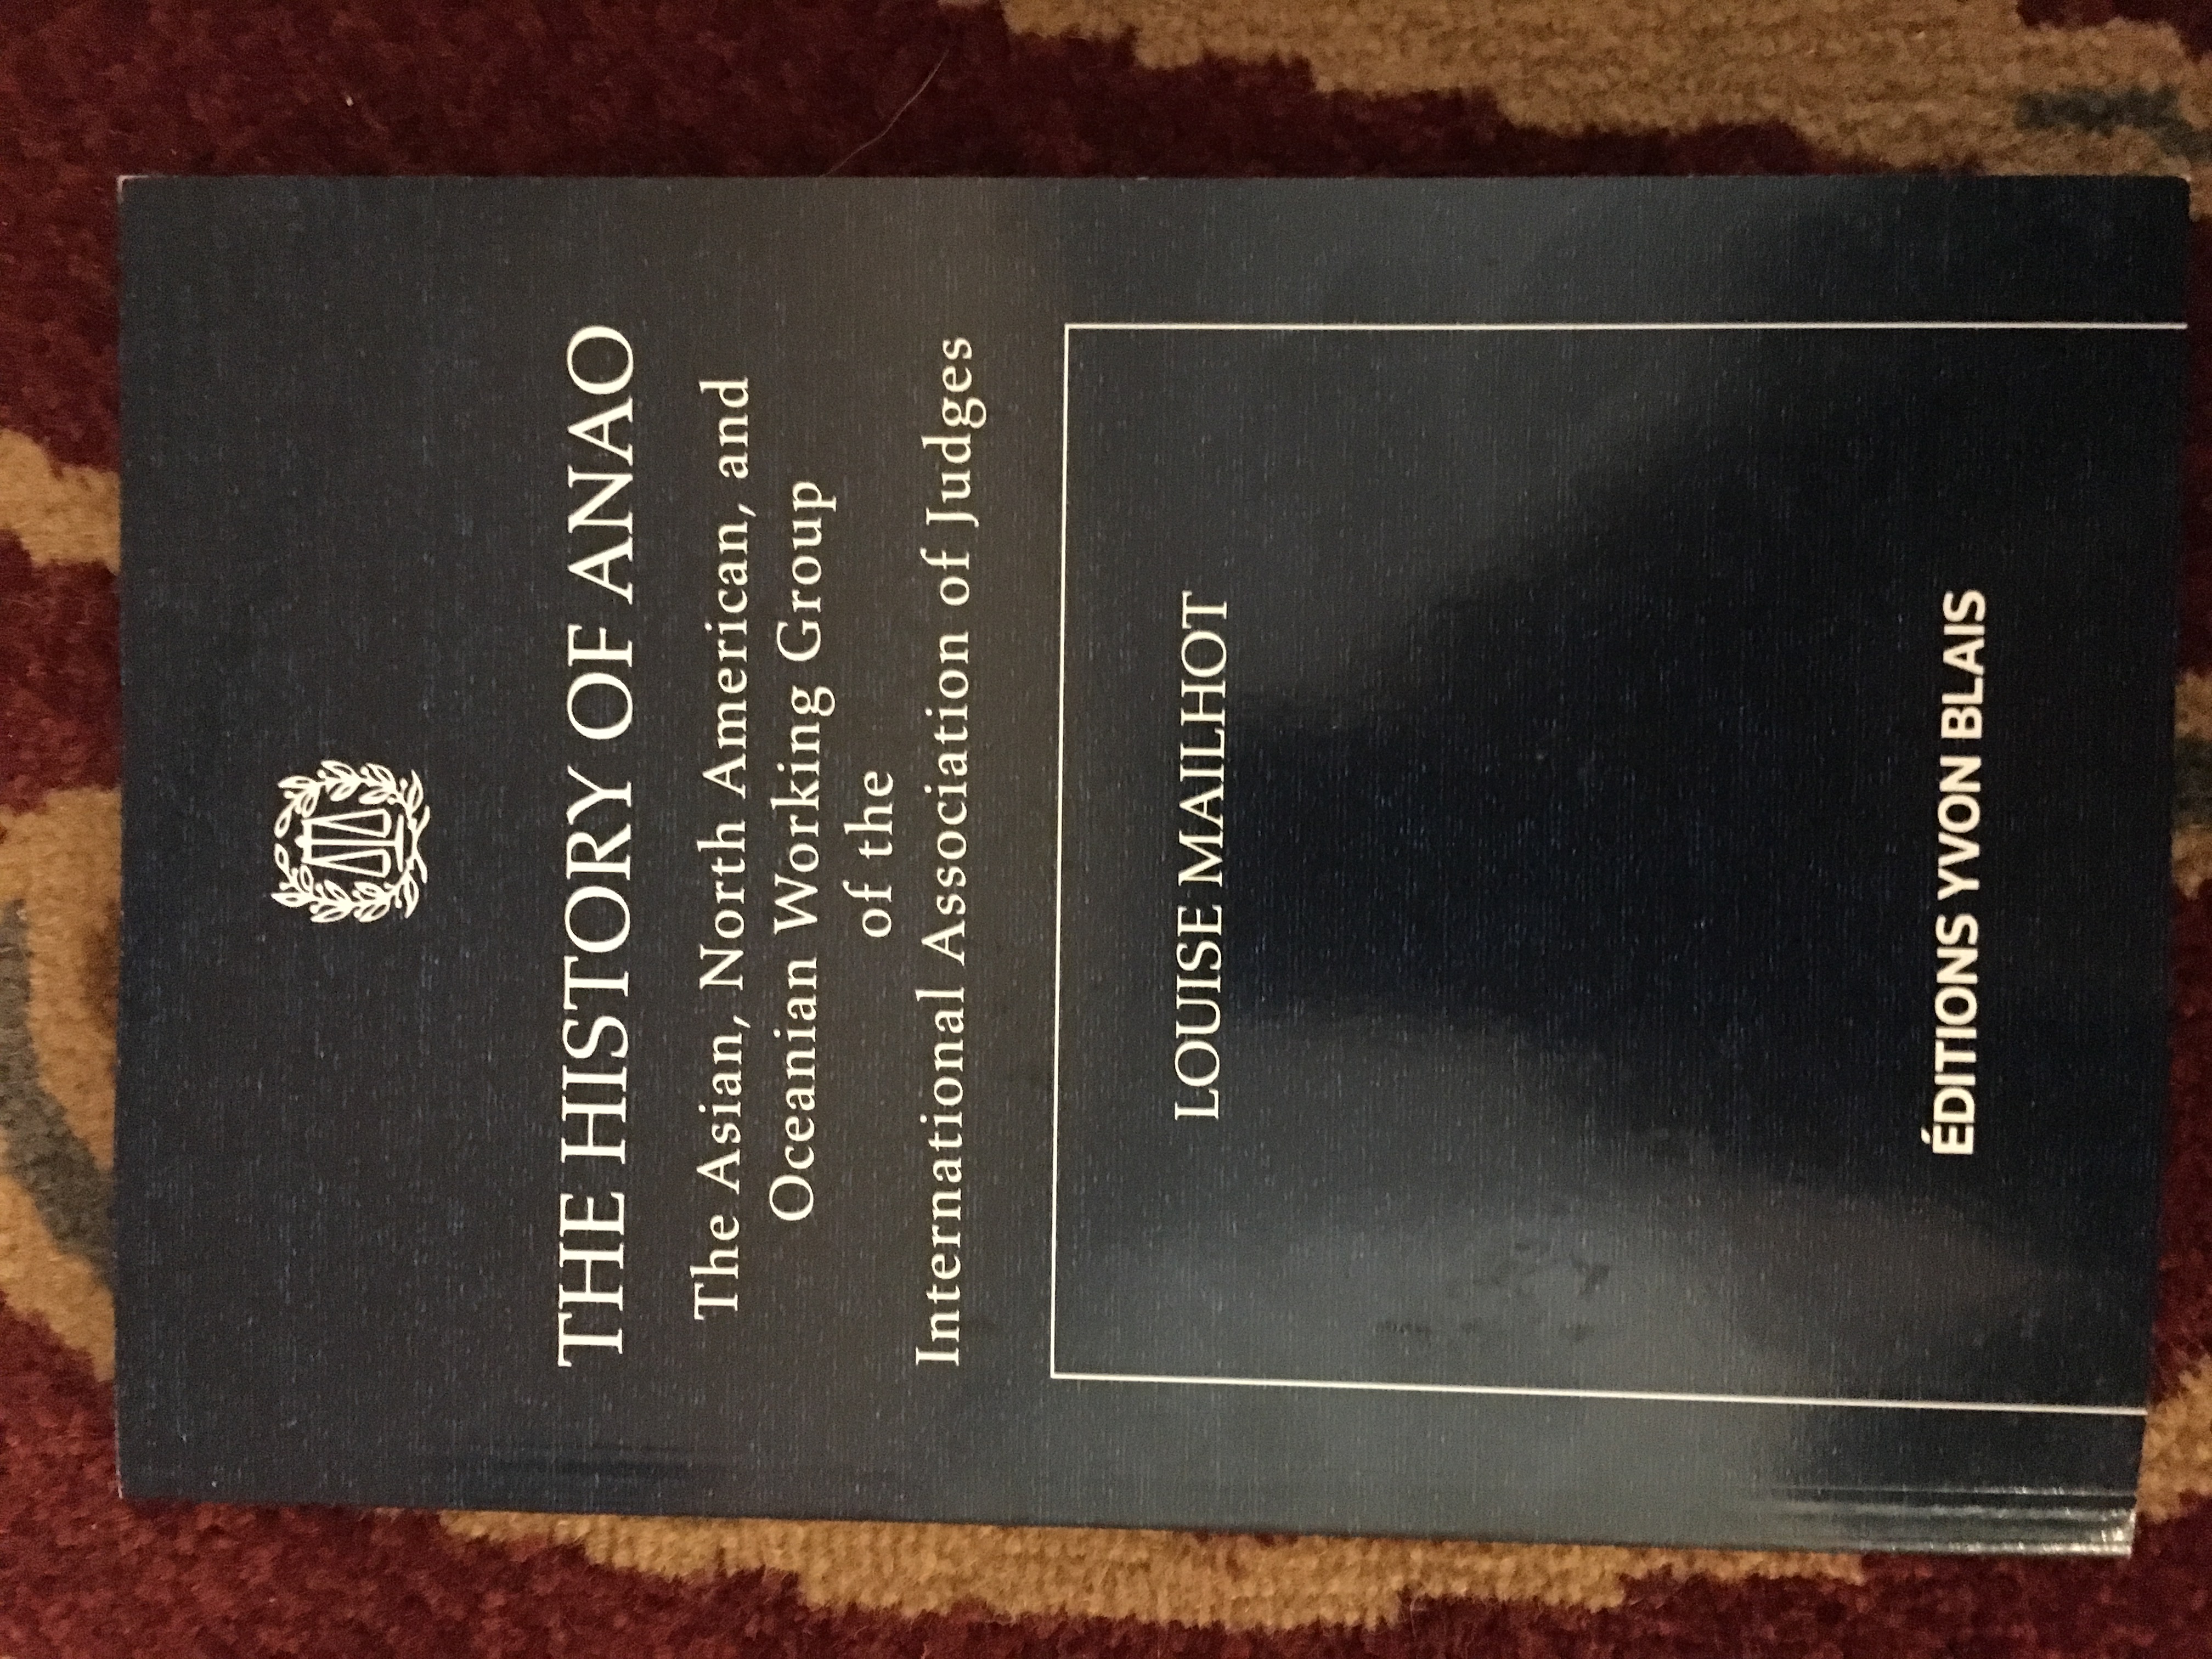 THE HISTORY OF ANAO
The Asian, North American, and
Oceanian Working Group
of the
International Association of Judges
LOUISE MAILHOT
ÉDITIONS YVON BLAIS